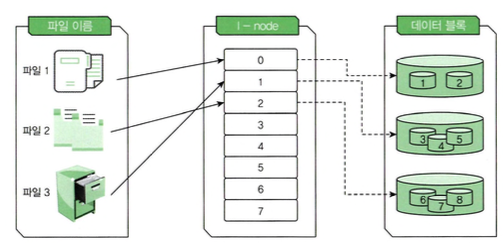 파일 이름
I - node
데이터 블록
파일 1
파일 2
파일 3
0
1
2
3
4
5
6
7
1 2
3 4 5
6 7 8